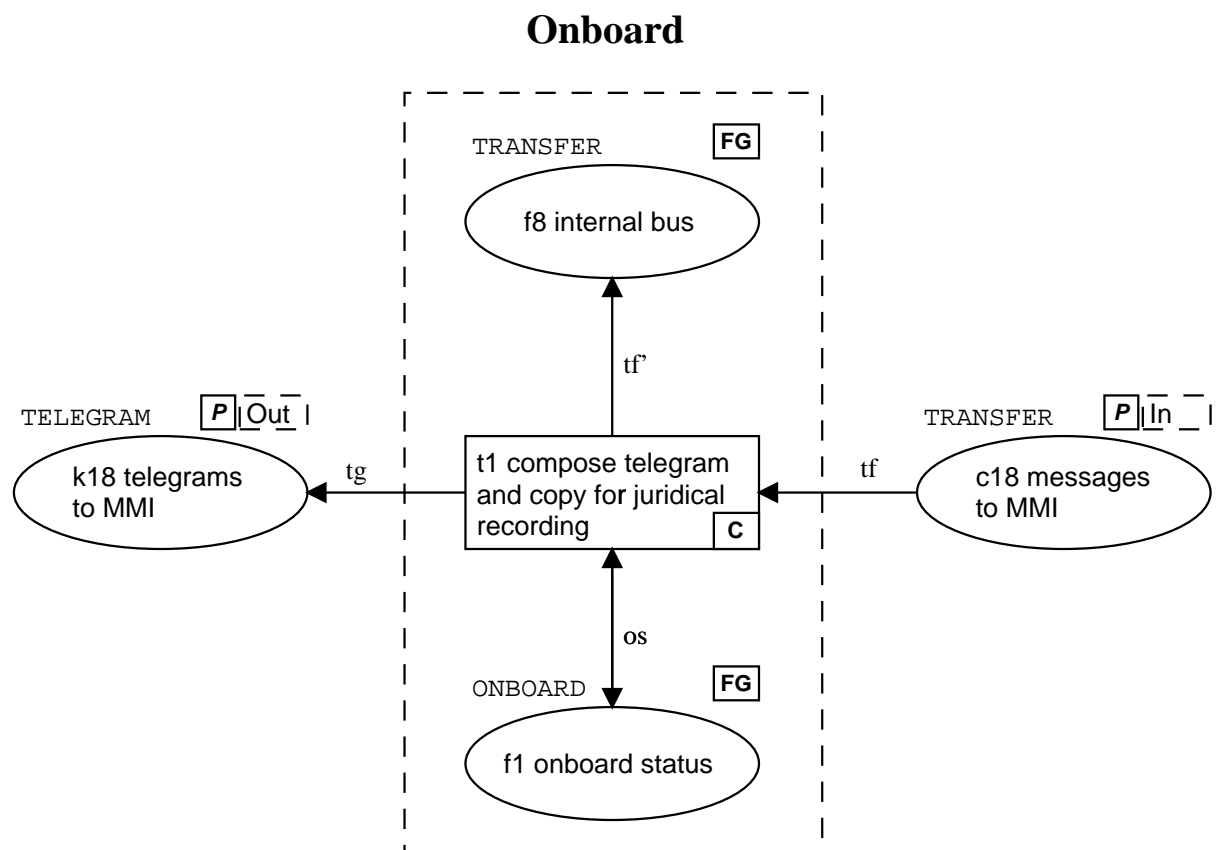 Onboard
TRANSFER
FG
f8 internal bus
tf’
TELEGRAM
P
Out
k18 telegrams
to MMI
tg
t1 compose telegram
and copy for juridical
recording
C
tf
TRANSFER
P
In
c18 messages
to MMI
os
ONBOARD
FG
f1 onboard status